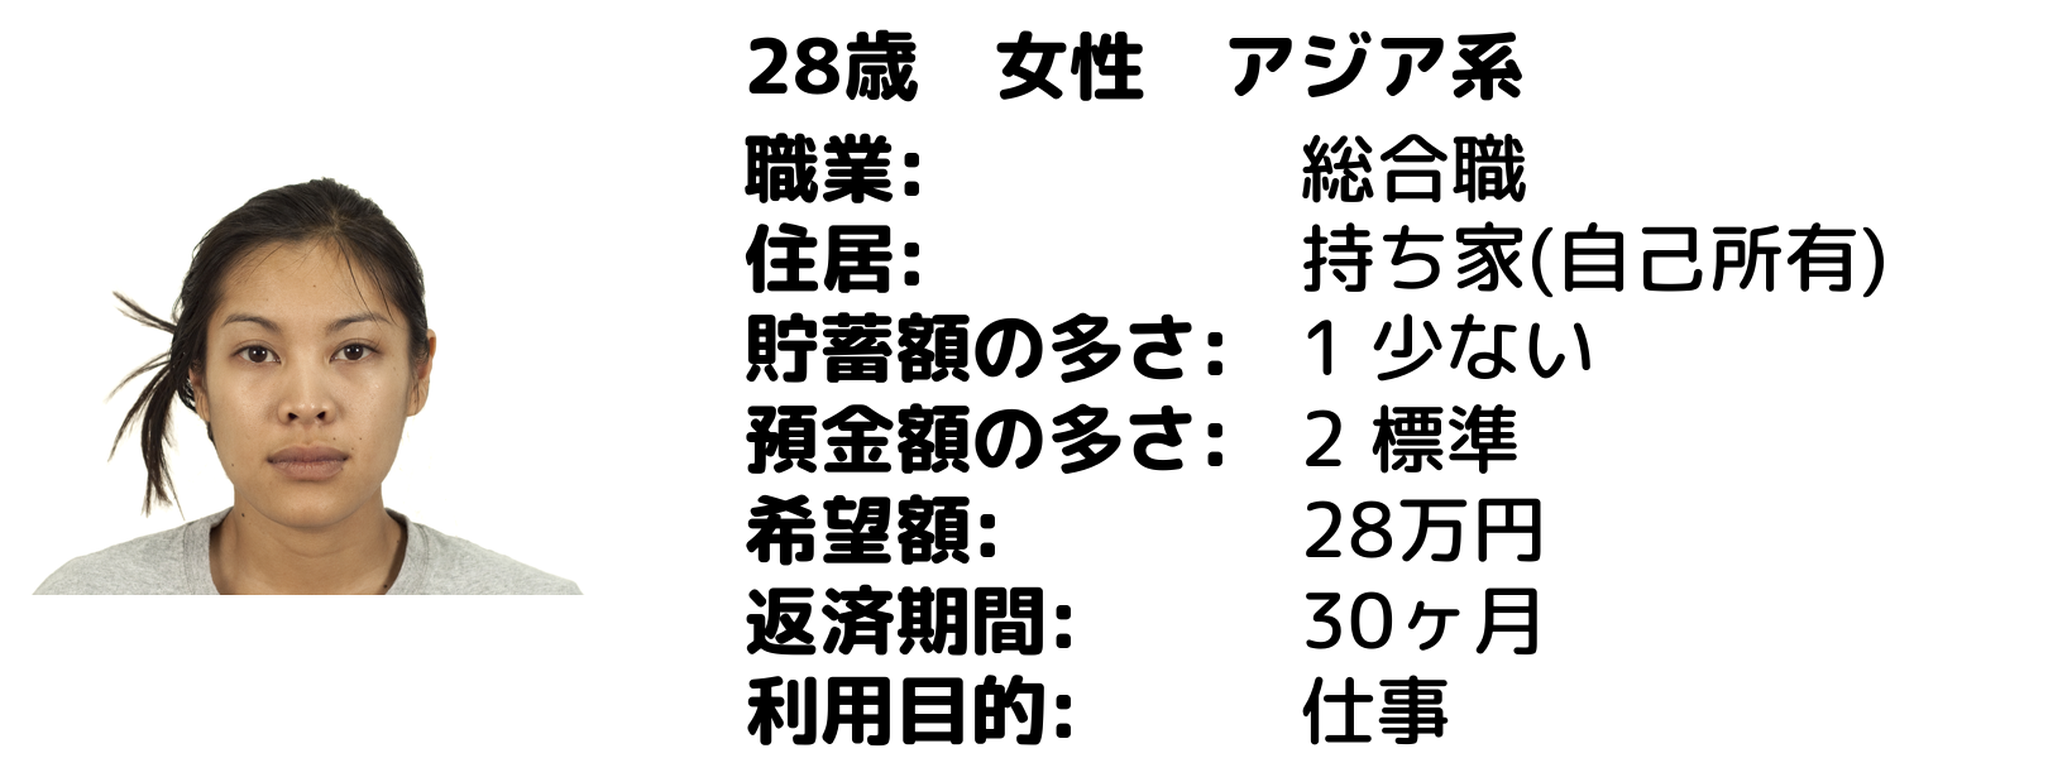 28歳　女性　アジア系
職業: 総合職
住居: 持ち家(自己所有)
貯蓄額の多さ: 1 少ない
預金額の多さ: 2 標準
希望額: 28万円
返済期間: 30ヶ月
利用目的: 仕事